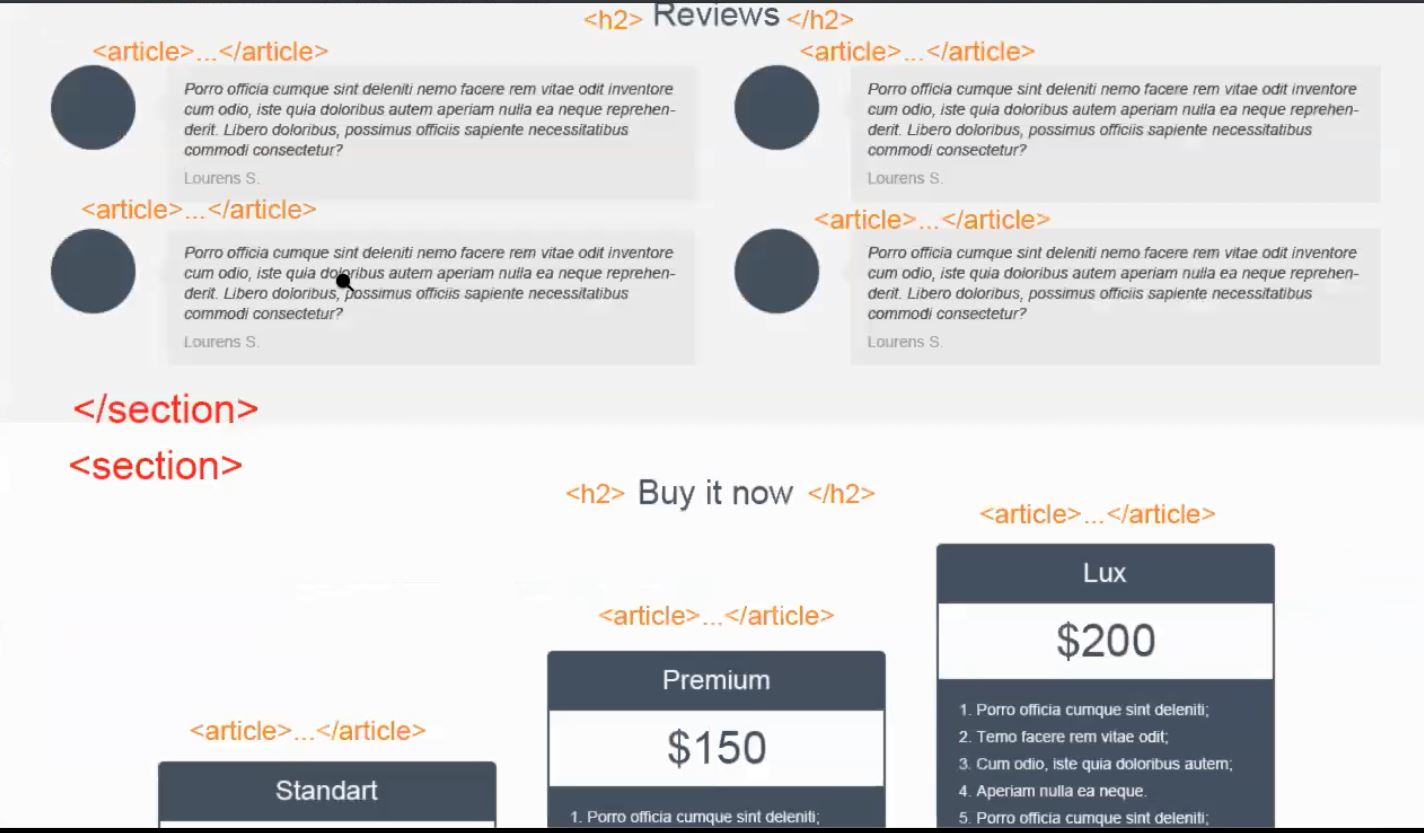 <h2> Reviews </h2>
<article>...</article>
Porro officia cumque sint deleniti nemo facere rem vitae odit inventore
cum odio, iste quia doloribus autem aperiam nulla ea neque reprehen-
derit. Libero doloribus, possimus officiis sapiente necessitatibus
commodi consectetur?
Lourens S.
<article>...</article>
Porro officia cumque sint deleniti nemo facere rem vitae odit inventore
cum odio, iste quia doloribus autem aperiam nulla ea neque reprehen-
derit. Libero doloribus, possimus officiis sapiente necessitatibus
commodi consectetur?
Lourens S.
<article>...</article>
Porro officia cumque sint deleniti nemo facere rem vitae odit inventore
cum odio, iste quia doloribus autem aperiam nulla ea neque reprehen-
derit. Libero doloribus, possimus officiis sapiente necessitatibus
commodi consectetur?
Lourens S.
<article>...</article>
Porro officia cumque sint deleniti nemo facere rem vitae odit inventore
cum odio, iste quia doloribus autem aperiam nulla ea neque reprehen-
derit. Libero doloribus, possimus officiis sapiente necessitatibus
commodi consectetur?
Lourens S.
</section>
<section>
<h2> Buy it now </h2>
<article>...</article>
Standart
<article>...</article>
Premium
$150
1. Porro officia cumque sint deleniti;
<article>...</article>
Lux
$200
1. Porro officia cumque sint deleniti;
2. Temo facere rem vitae odit;
3. Cum odio, iste quia doloribus autem;
4. Aperiam nulla ea neque.
5. Porro officia cumque sint deleniti;